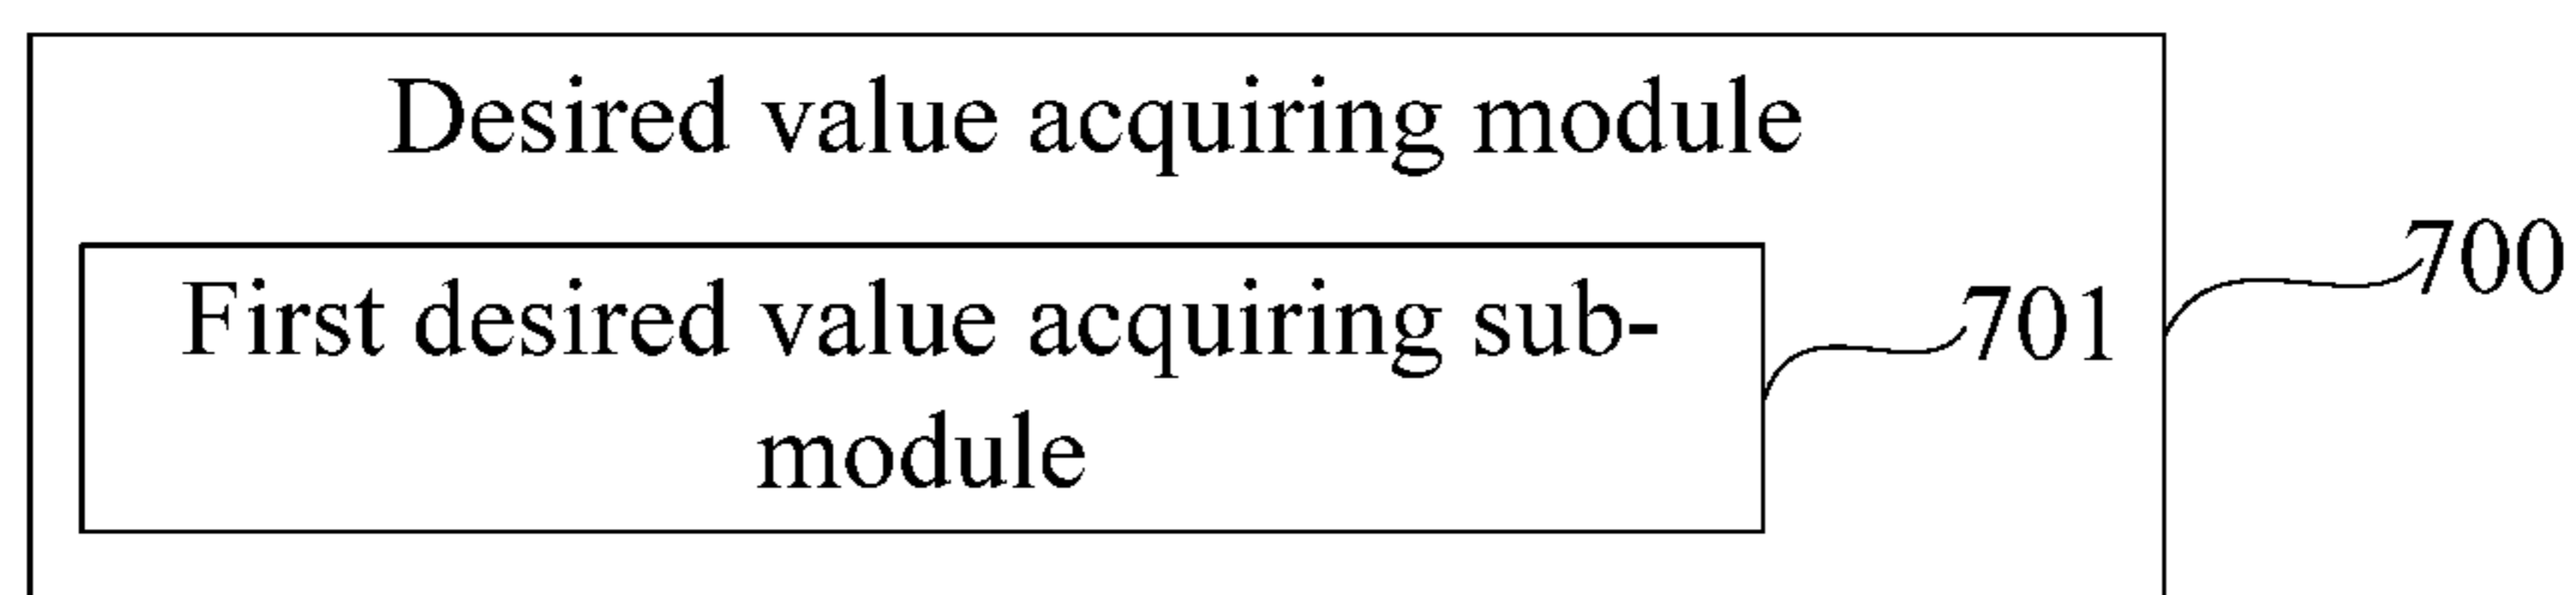 Desired value acquiring module
700
First desired value acquiring sub-
module
701